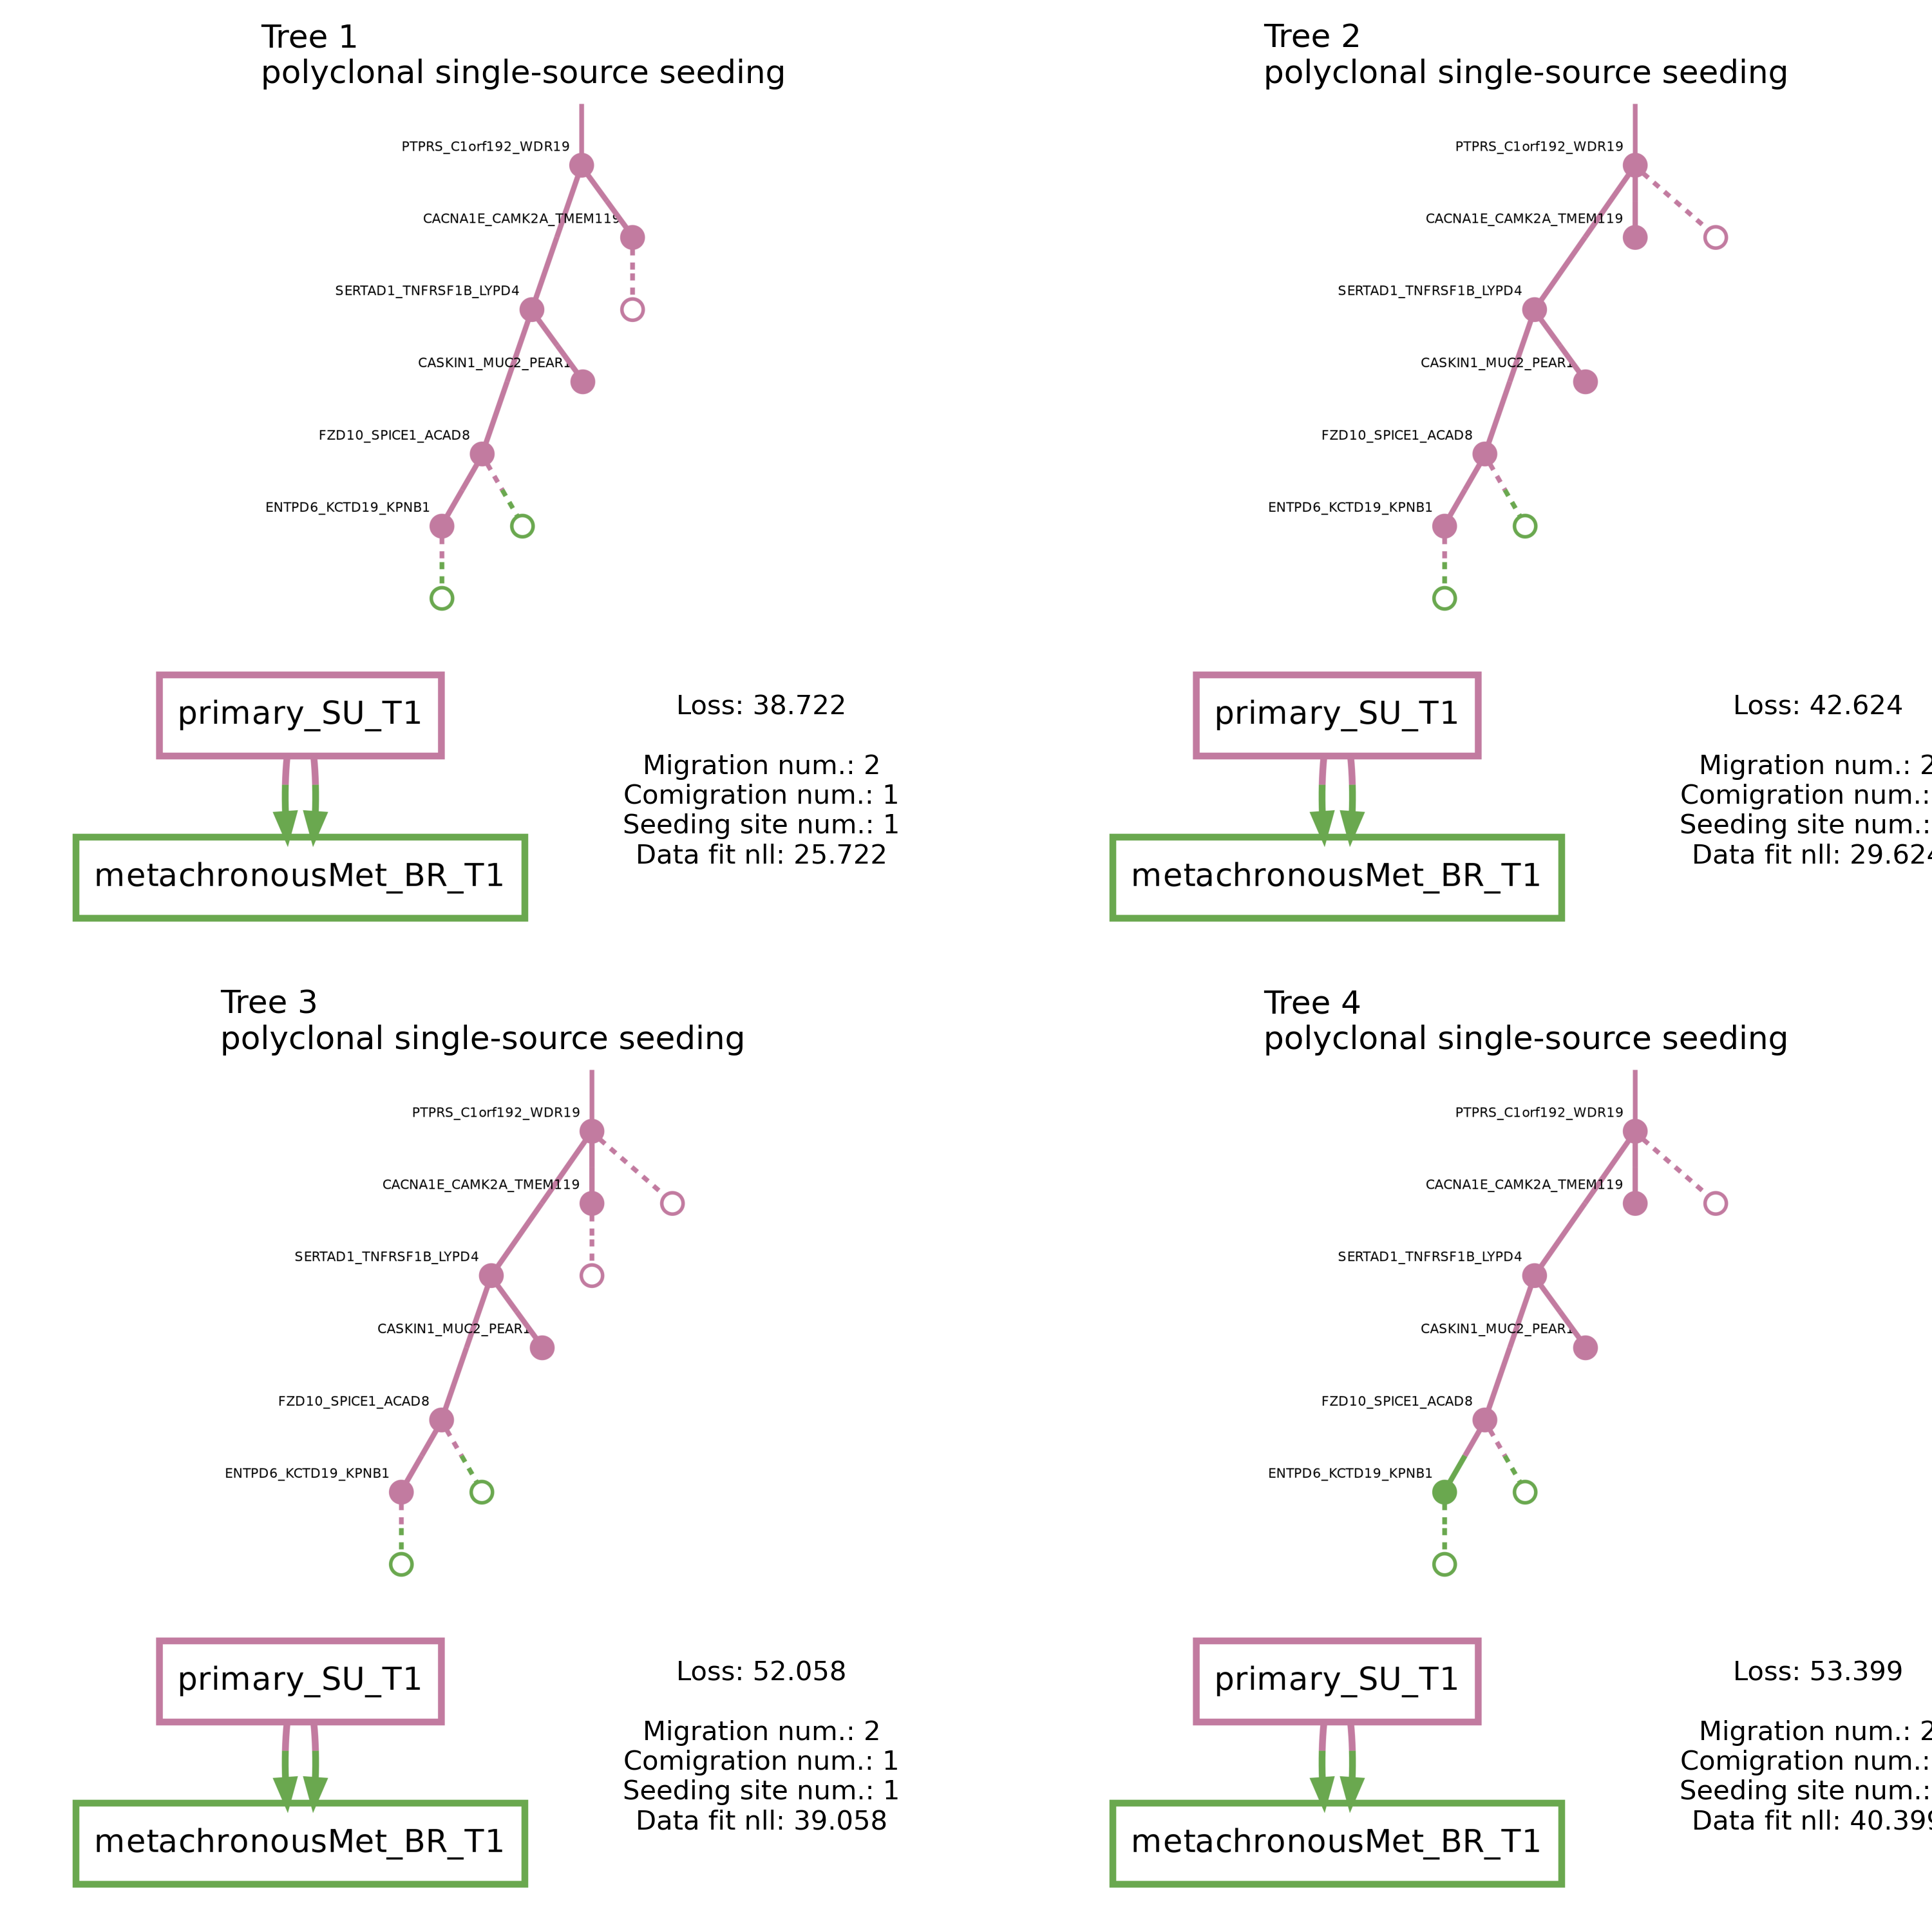 Tree 1
polyclonal single-source seeding
PTPRS_C1orf192_WDR19
CACNA1E_CAMK2A_TMEM119
SERTAD1_TNFRSF1B_LYPD4
CASKIN1_MUC2_PEAR1
FZD10_SPICE1_ACAD8
ENTPD6_KCTD19_KPNB1
primary_SU_T1
metachronousMet_BR_T1
Loss: 38.722
Migration num.: 2
Comigration num.: 1
Seeding site num.: 1
Data fit nll: 25.722
Tree 2
polyclonal single-source seeding
PTPRS_C1orf192_WDR19
CACNA1E_CAMK2A_TMEM119
SERTAD1_TNFRSF1B_LYPD4
CASKIN1_MUC2_PEAR1
FZD10_SPICE1_ACAD8
ENTPD6_KCTD19_KPNB1
primary_SU_T1
metachronousMet_BR_T1
Loss: 42.624
Migration num.: 2
Comigration num.:
Seeding site num.:
Data fit nll: 29.624
Tree 3
polyclonal single-source seeding
PTPRS_C1orf192_WDR19
CACNA1E_CAMK2A_TMEM119
SERTAD1_TNFRSF1B_LYPD4
CASKIN1_MUC2_PEAR1
FZD10_SPICE1_ACAD8
ENTPD6_KCTD19_KPNB1
primary_SU_T1
metachronousMet_BR_T1
Loss: 52.058
Migration num.: 2
Comigration num.: 1
Seeding site num.: 1
Data fit nll: 39.058
Tree 4
polyclonal single-source seeding
PTPRS_C1orf192_WDR19
CACNA1E_CAMK2A_TMEM119
SERTAD1_TNFRSF1B_LYPD4
CASKIN1_MUC2_PEAR1
FZD10_SPICE1_ACAD8
ENTPD6_KCTD19_KPNB1
primary_SU_T1
metachronousMet_BR_T1
Loss: 53.399
Migration num.: 2
Comigration num.:
Seeding site num.:
Data fit nll: 40.399